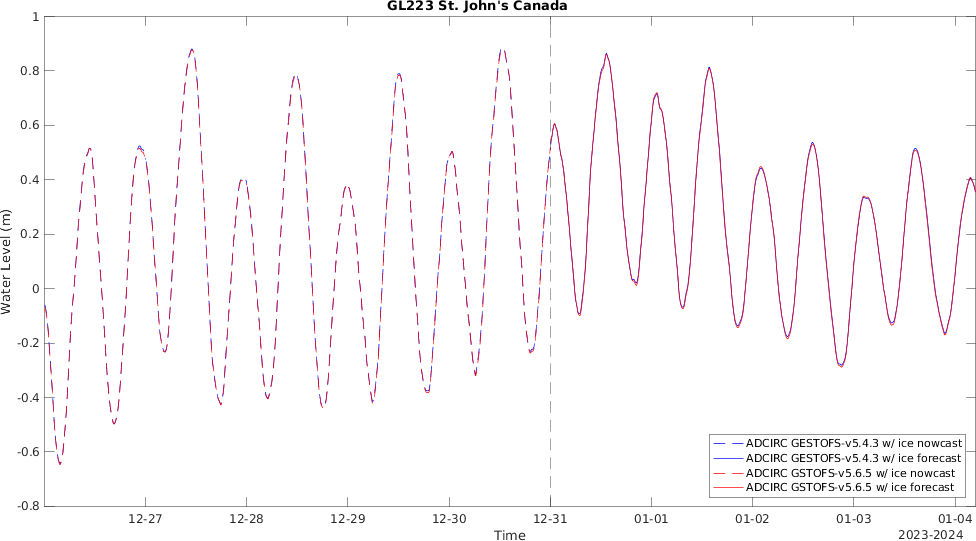 GL223 St. John's Canada
1
0.8
0.6
0.4
0.2
0
-0.2
-0.4
-0.6
-0.8
Water Level (m)
12-27
12-28
12-29
12-30
12-31
01-01
01-02
01-03
01-04
Time
2023-2024
ADCIRC GESTOFS-v5.4.3 w/ ice nowcast
ADCIRC GESTOFS-v5.4.3 w/ ice forecast
ADCIRC GSTOFS-v5.6.5 w/ ice nowcast
ADCIRC GSTOFS-v5.6.5 w/ ice forecast